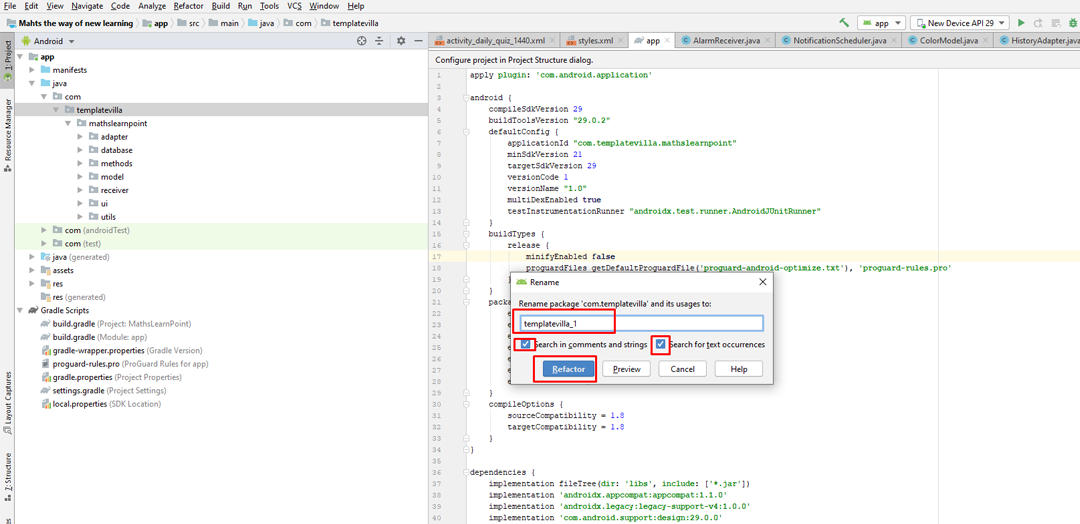 File Edit View Navigate Code Analyze Refactor Build Run Tools VCS Window Help
Mahts the way of new learning app src main java com templatevilla
app New Device API 29
1: Project
Resource Manager
Layout Captures
7: Structure
Android
app
manifests
java
com
templatevilla
mathslearnpoint
adapter
database
methods
model
receiver
ui
utils
com (androidTest)
com (test)
java (generated)
assets
res
res (generated)
Gradle Scripts
build.gradle (Project: MathsLearnPoint)
build.gradle (Module: app)
gradle-wrapper.properties (Gradle Version)
proguard-rules.pro (ProGuard Rules for app)
gradle.properties (Project Properties)
settings.gradle (Project Settings)
local.properties (SDK Location)
activity_daily_quiz_1440.xml styles.xml app AlarmReceiver.java NotificationScheduler.java ColorModel.java HistoryAdapter.java
Configure project in Project Structure dialog.
1 apply plugin: 'com.android.application'
2
3 android {
4 compileSdkVersion 29
5 buildToolsVersion "29.0.2"
6 defaultConfig {
7 applicationId "com.templatevilla.mathslearnpoint"
8 minSdkVersion 21
9 targetSdkVersion 29
10 versionCode 1
11 versionName "1.0"
12 multiDexEnabled true
13 testInstrumentationRunner "androidx.test.runner.AndroidJUnitRunner"
14 }
15 buildTypes {
16 release {
17 minifyEnabled false
18 proguardFiles getDefaultProguardFile('proguard-android-optimize.txt'), 'proguard-rules.pro'
19 }
20 }
21 pack
22 e
23 e
24 e
25 e
26 e
27 e
28 e
29 }
30 compileOptions {
31 sourceCompatibility = 1.8
32 targetCompatibility = 1.8
33 }
34 }
35
36 dependencies {
37 implementation fileTree(dir: 'libs', include: ['*.jar'])
38 implementation 'androidx.appcompat:appcompat:1.1.0'
39 implementation 'androidx.legacy:legacy-support-v4:1.0.0'
40 implementation 'com.android.support:design:29.0.0'
Rename
Rename package 'com.templatevilla' and its usages to:
templatevilla_1
Search in comments and strings Search for text occurrences
Refactor Preview Cancel Help